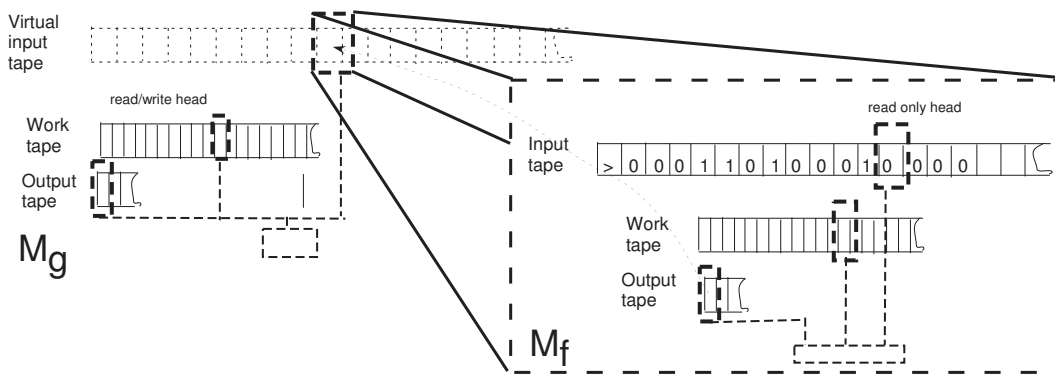 Virtual
input
tape
read/write head
Work
tape
Output
tape
M_g
read only head
Input
tape
> 0 0 0 1 1 0 1 0 0 0 1 0 0 0 0
Work
tape
Output
tape
M_f